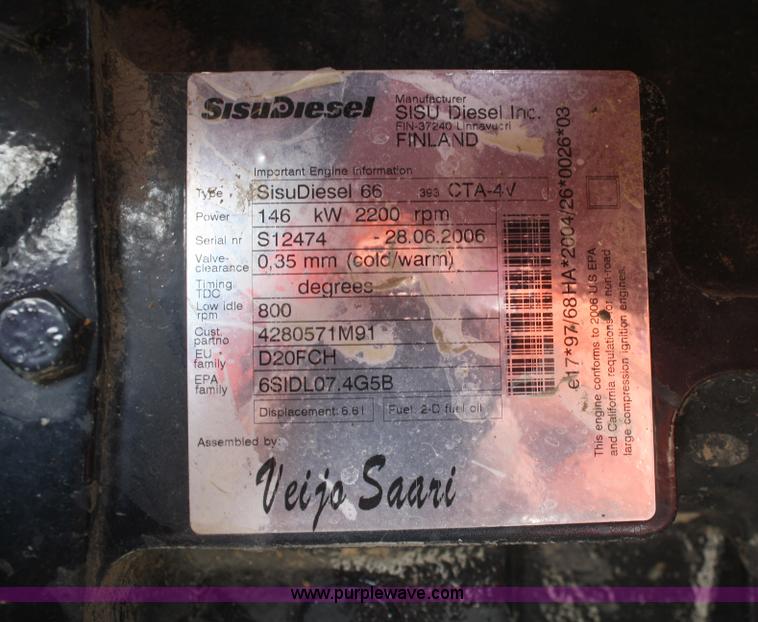 SISUDIESEL
Manufacturer
SISU Diesel Inc.
FIN-37240 Linnavuori
FINLAND
Important Engine Information
Type SisuDiesel 66 393 CTA-4V
Power 146 kW 2200 rpm
Serial nr S12474 - 28.06.2006
Valve-clearance 0,35 mm (cold/warm)
Timing TDC degrees
Low idle rpm 800
Cust. partno 4280571M91
EU family D20FCH
EPA family 6SIDL07.4G5B
Displacement: 6.6 l Fuel: 2-D fuel oil
Assembled by:
Veijo Saari
e17*97/68HA*2004/26*0026*03
This engine conforms to 2006 U.S EPA
and California regulations for non-road
large compression ignition engines.
www.purplewave.com